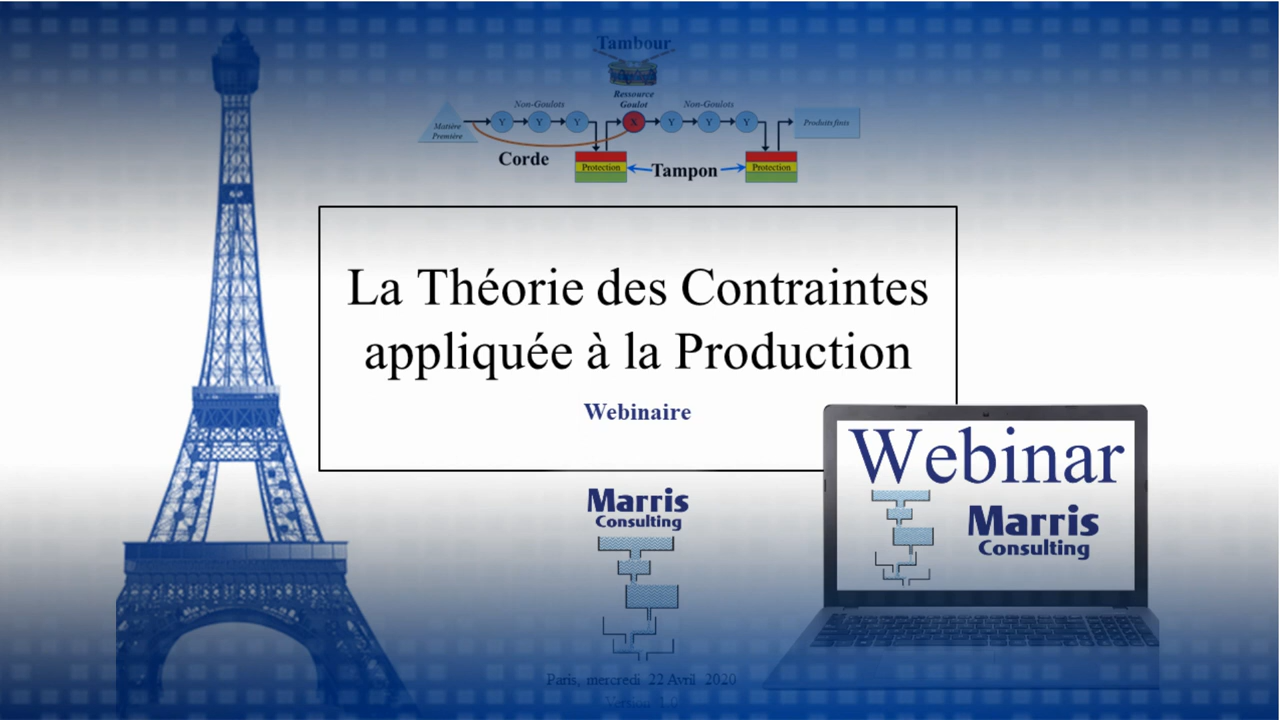 Tambour
Ressource
Goulot
Non-Goulots
Non-Goulots
Matière
Première
Y
Y
Y
X
Y
Y
Y
Produits finis
Corde
Protection
Tampon
Protection
La Théorie des Contraintes
appliquée à la Production
Webinaire
Webinar
Marris
Consulting
Marris
Consulting
Paris, mercredi 22 Avril 2020
Version 1.0